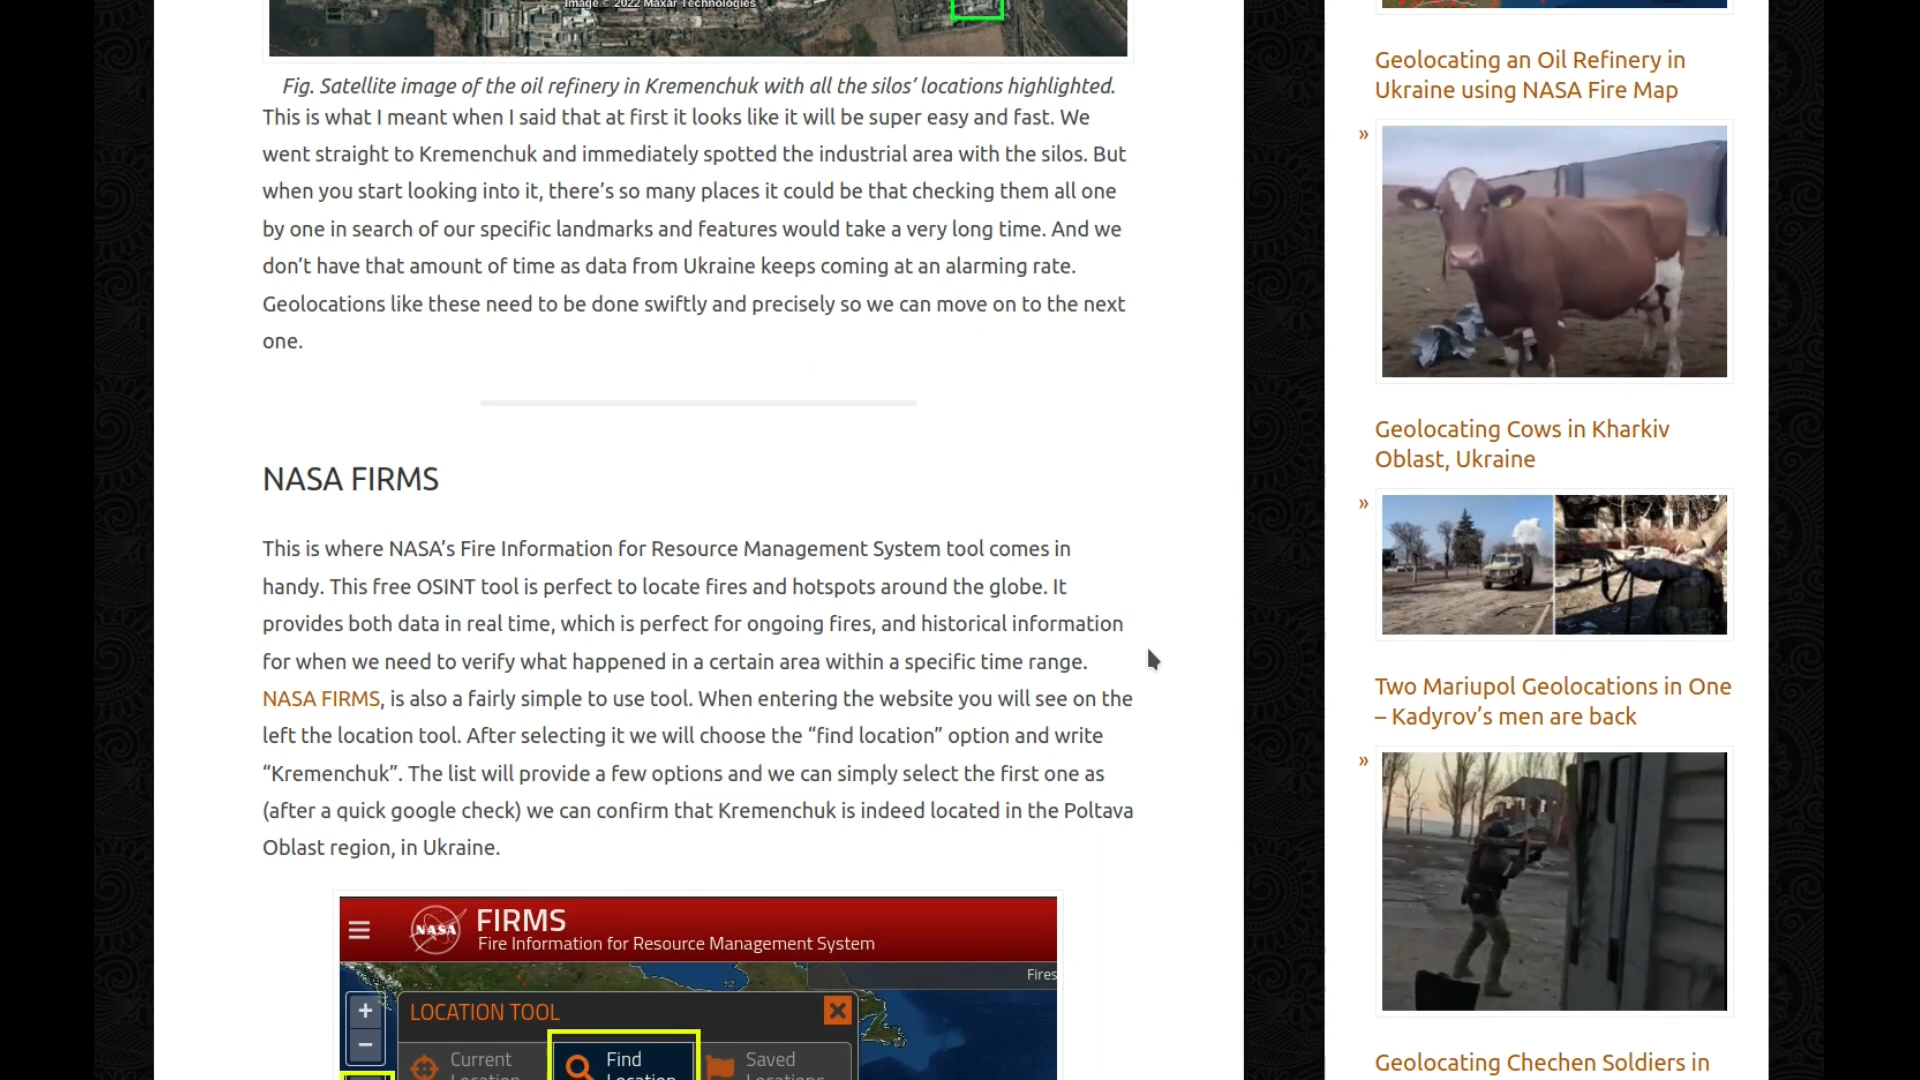 Image © 2022 Maxar Technologies
Fig. Satellite image of the oil refinery in Kremenchuk with all the silos’ locations highlighted.
This is what I meant when I said that at first it looks like it will be super easy and fast. We
went straight to Kremenchuk and immediately spotted the industrial area with the silos. But
when you start looking into it, there’s so many places it could be that checking them all one
by one in search of our specific landmarks and features would take a very long time. And we
don’t have that amount of time as data from Ukraine keeps coming at an alarming rate.
Geolocations like these need to be done swiftly and precisely so we can move on to the next
one.
NASA FIRMS
This is where NASA’s Fire Information for Resource Management System tool comes in
handy. This free OSINT tool is perfect to locate fires and hotspots around the globe. It
provides both data in real time, which is perfect for ongoing fires, and historical information
for when we need to verify what happened in a certain area within a specific time range.
NASA FIRMS, is also a fairly simple to use tool. When entering the website you will see on the
left the location tool. After selecting it we will choose the “find location” option and write
“Kremenchuk”. The list will provide a few options and we can simply select the first one as
(after a quick google check) we can confirm that Kremenchuk is indeed located in the Poltava
Oblast region, in Ukraine.
NASA
FIRMS
Fire Information for Resource Management System
Fires
+
−
LOCATION TOOL
Current
Location
Find
Location
Saved
Locations
Geolocating an Oil Refinery in
Ukraine using NASA Fire Map
»
Geolocating Cows in Kharkiv
Oblast, Ukraine
»
Two Mariupol Geolocations in One
– Kadyrov’s men are back
»
Geolocating Chechen Soldiers in